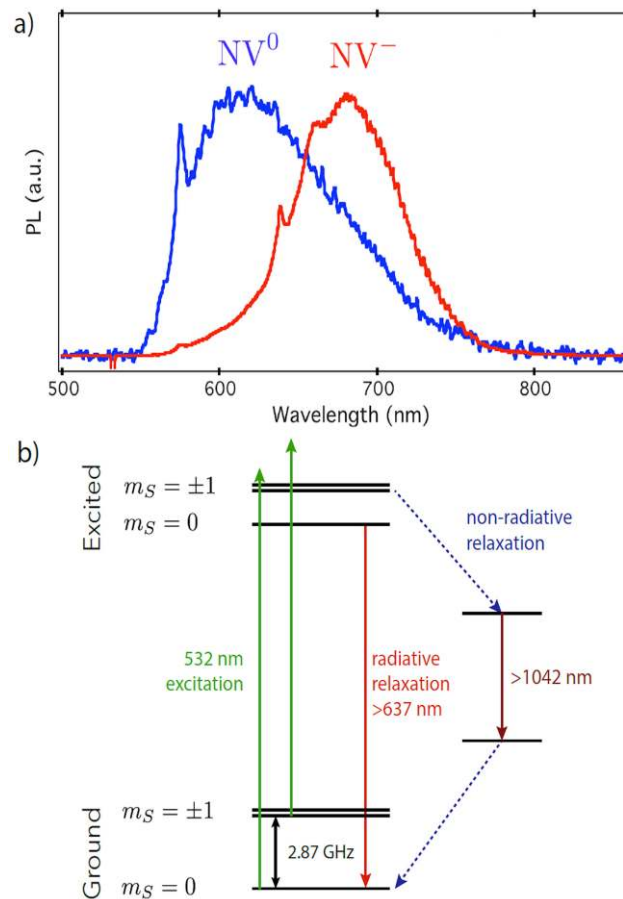 a)
NV⁰ NV⁻
PL (a.u.)
500 600 700 800
Wavelength (nm)
b)
Excited
m_S = ±1
m_S = 0
non-radiative
relaxation
532 nm
excitation
radiative
relaxation
>637 nm
>1042 nm
Ground
m_S = ±1
2.87 GHz
m_S = 0